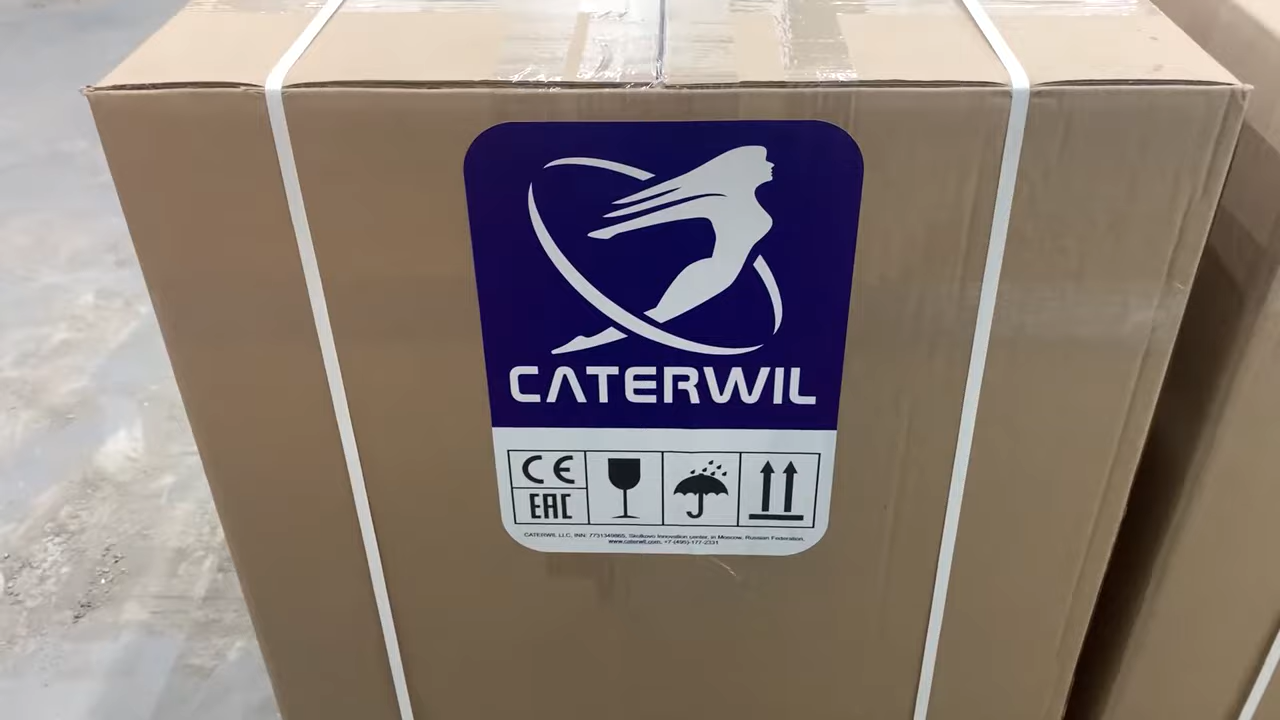 CATERWIL
CE
EAC
CATERWIL LLC, INN: 7731349865, Skolkovo innovation center, in Moscow, Russian Federation,
www.caterwil.com, +7-(495)-177-2331